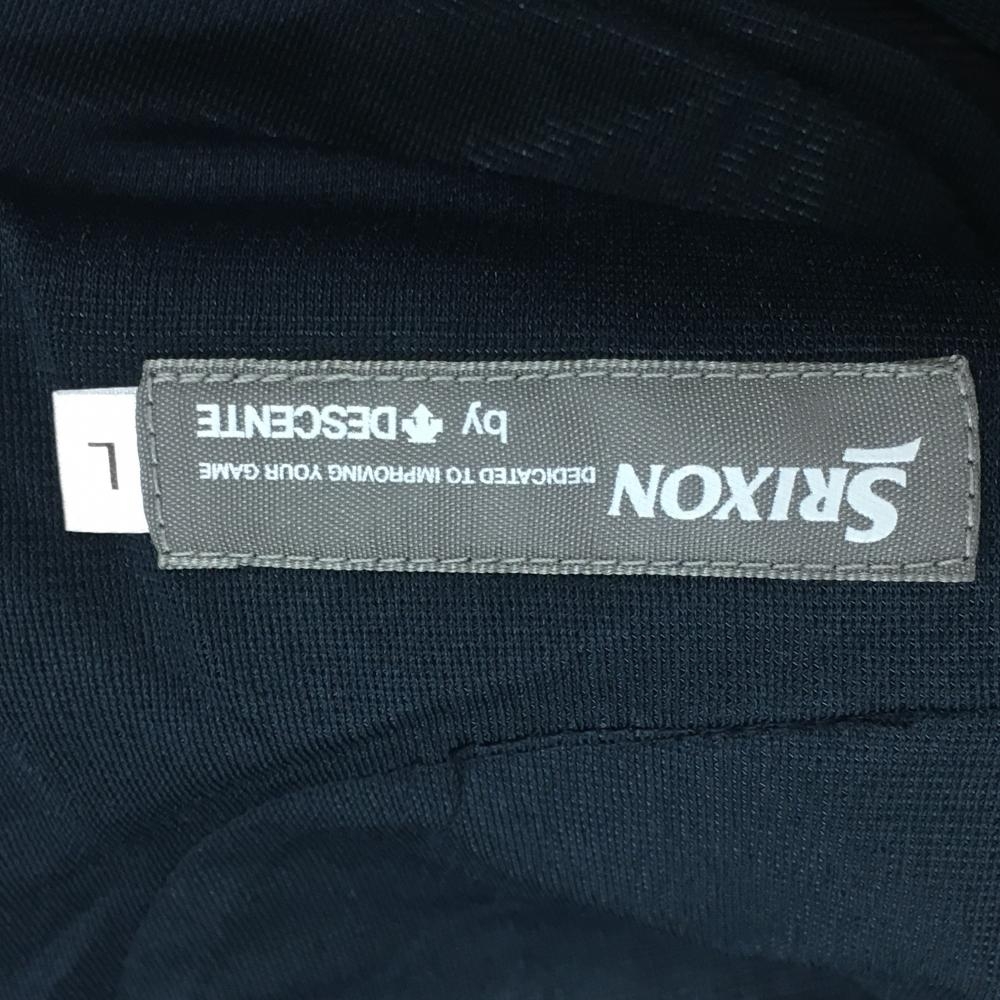 SRIXON
DEDICATED TO IMPROVING YOUR GAME
by DESCENTE
L